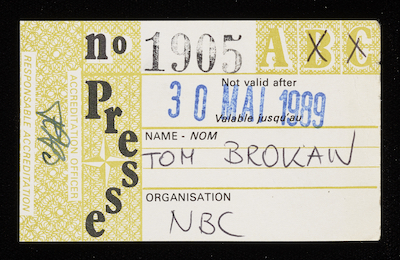 no 1905 A B C
Presse
Not valid after
30 MAI 1989
Valable jusqu'au
NAME - NOM
TOM BROKAW
ORGANISATION
NBC
ACCREDITATION OFFICER
RESPONSABLE ACCREDITATION